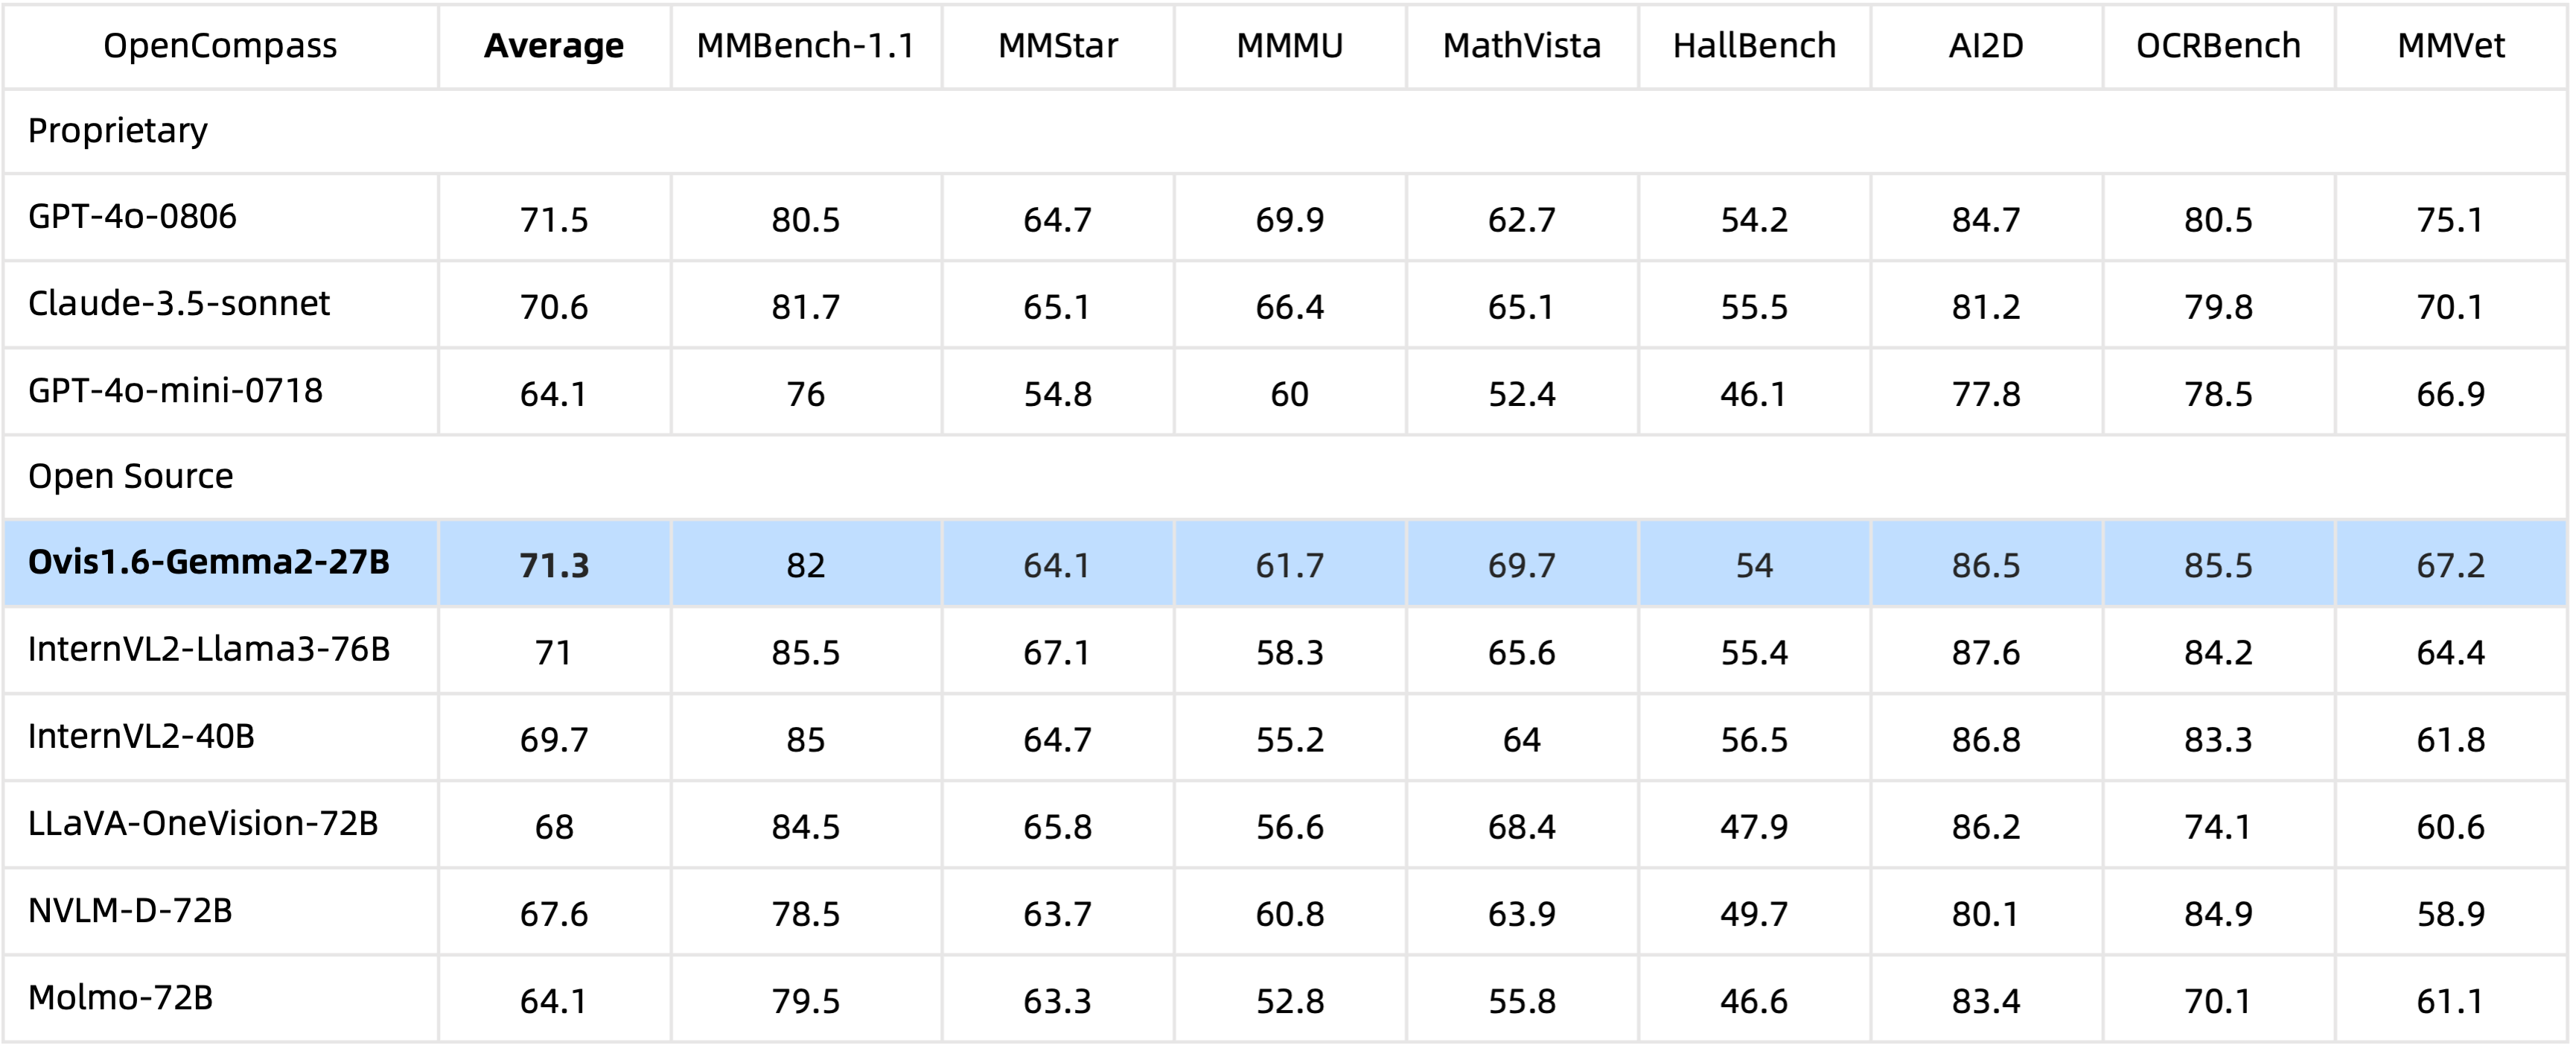 OpenCompass Average MMBench-1.1 MMStar MMMU MathVista HallBench AI2D OCRBench MMVet
Proprietary
GPT-4o-0806 71.5 80.5 64.7 69.9 62.7 54.2 84.7 80.5 75.1
Claude-3.5-sonnet 70.6 81.7 65.1 66.4 65.1 55.5 81.2 79.8 70.1
GPT-4o-mini-0718 64.1 76 54.8 60 52.4 46.1 77.8 78.5 66.9
Open Source
Ovis1.6-Gemma2-27B 71.3 82 64.1 61.7 69.7 54 86.5 85.5 67.2
InternVL2-Llama3-76B 71 85.5 67.1 58.3 65.6 55.4 87.6 84.2 64.4
InternVL2-40B 69.7 85 64.7 55.2 64 56.5 86.8 83.3 61.8
LLaVA-OneVision-72B 68 84.5 65.8 56.6 68.4 47.9 86.2 74.1 60.6
NVLM-D-72B 67.6 78.5 63.7 60.8 63.9 49.7 80.1 84.9 58.9
Molmo-72B 64.1 79.5 63.3 52.8 55.8 46.6 83.4 70.1 61.1